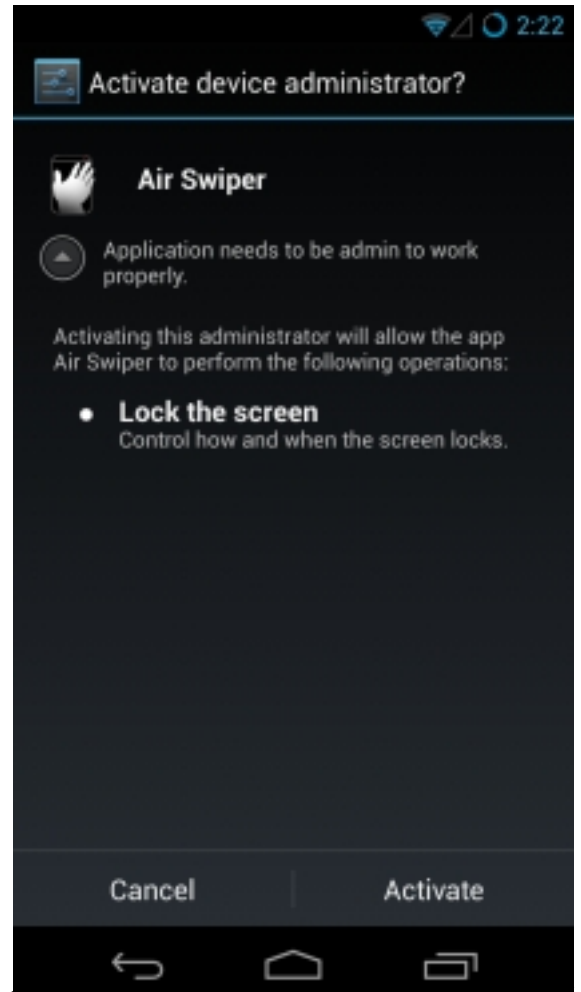 2:22
Activate device administrator?
Air Swiper
Application needs to be admin to work
properly.
Activating this administrator will allow the app
Air Swiper to perform the following operations:
● Lock the screen
Control how and when the screen locks.
Cancel
Activate